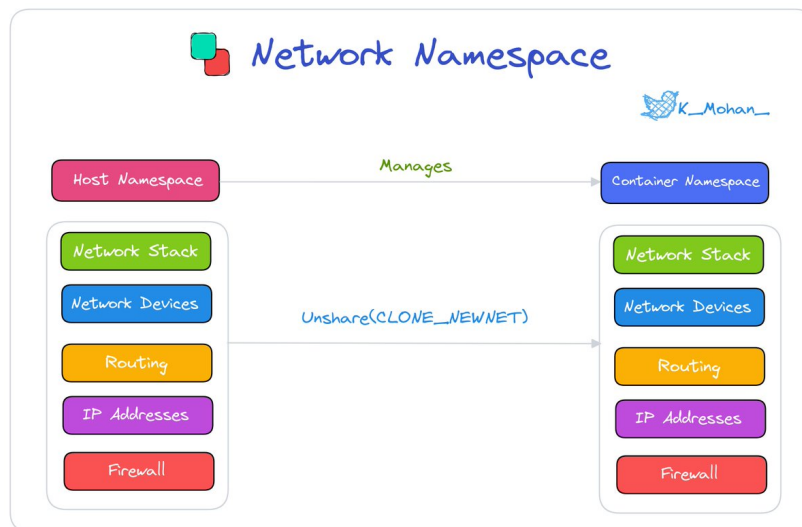 Network Namespace
K_Mohan_
Host Namespace
Manages
Container Namespace
Network Stack
Network Devices
Routing
IP Addresses
Firewall
Unshare(CLONE_NEWNET)
Network Stack
Network Devices
Routing
IP Addresses
Firewall